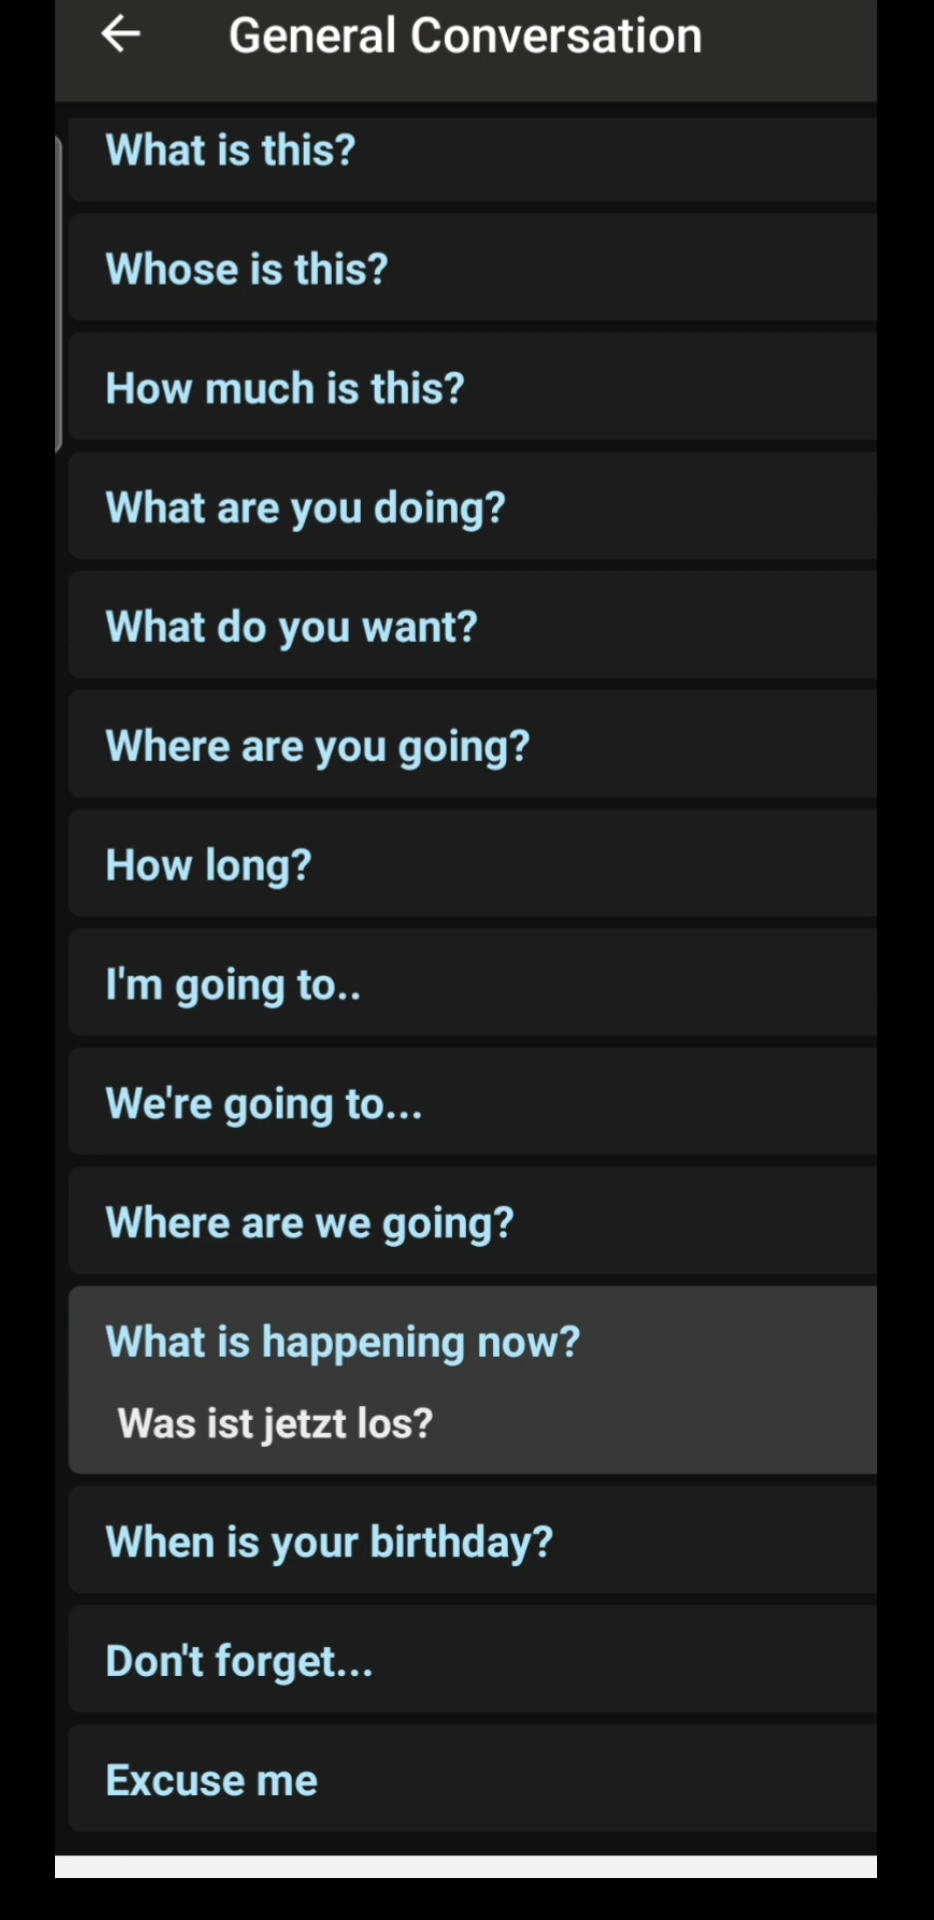 General Conversation
What is this?
Whose is this?
How much is this?
What are you doing?
What do you want?
Where are you going?
How long?
I'm going to..
We're going to...
Where are we going?
What is happening now?
Was ist jetzt los?
When is your birthday?
Don't forget...
Excuse me